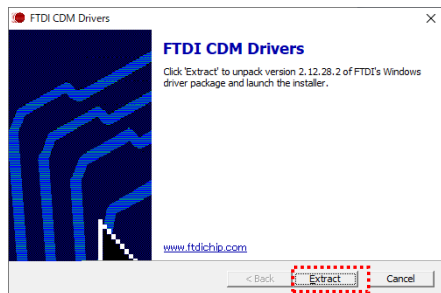 FTDI CDM Drivers
FTDI CDM Drivers
Click 'Extract' to unpack version 2.12.28.2 of FTDI's Windows
driver package and launch the installer.
www.ftdichip.com
< Back
Extract
Cancel